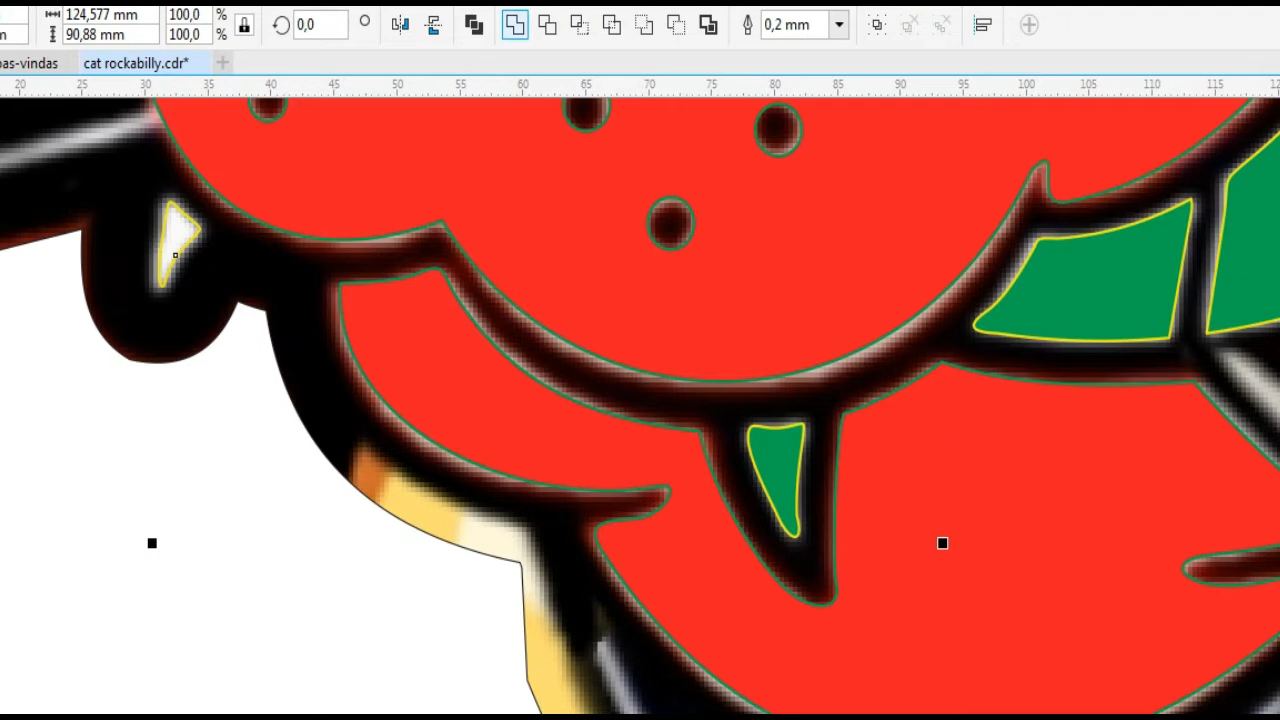 124,577 mm 100,0 % 0,0 0,2 mm
m 90,88 mm 100,0 %
oas-vindas cat rockabilly.cdr*
20 25 30 35 40 45 50 55 60 65 70 75 80 85 90 95 100 105 110 115 12